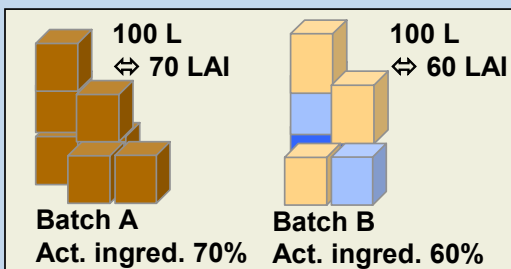 100 L
⇔ 70 LAI
Batch A
Act. ingred. 70%
100 L
⇔ 60 LAI
Batch B
Act. ingred. 60%